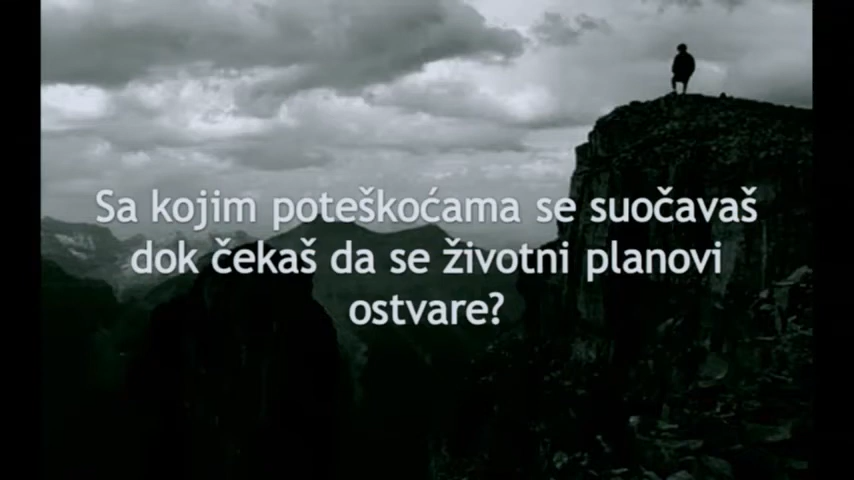 Sa kojim poteškoćama se suočavaš
dok čekaš da se životni planovi
ostvare?